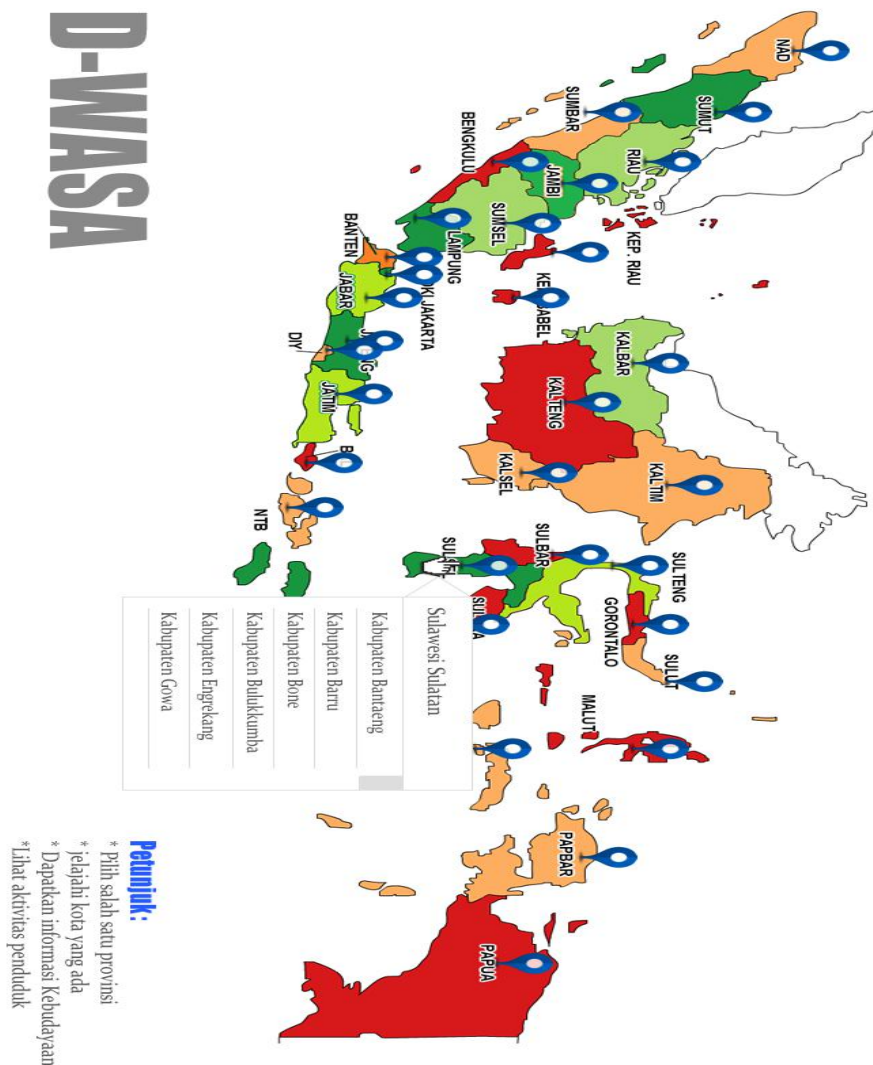 D-WASA
NAD
SUMUT
SUMBAR
RIAU
BENGKULU
JAMBI
SUMSEL
KEP. RIAU
LAMPUNG
BANTEN
JABAR
DIY
JATIM
KALBAR
KALTENG
KALSEL
KALTIM
NTB
SULBAR
SULTENG
GORONTALO
SULUT
MALUT
PAPBAR
PAPUA
Sulawesi Sulatan
Kabupaten Bantaeng
Kabupaten Barru
Kabupaten Bone
Kabupaten Bulukkumba
Kabupaten Engrekang
Kabupaten Gowa
Petunjuk :
* Pilih salah satu provinsi
* jelajahi kota yang ada
* Dapatkan informasi Kebudayaan
*Lihat aktivitas penduduk